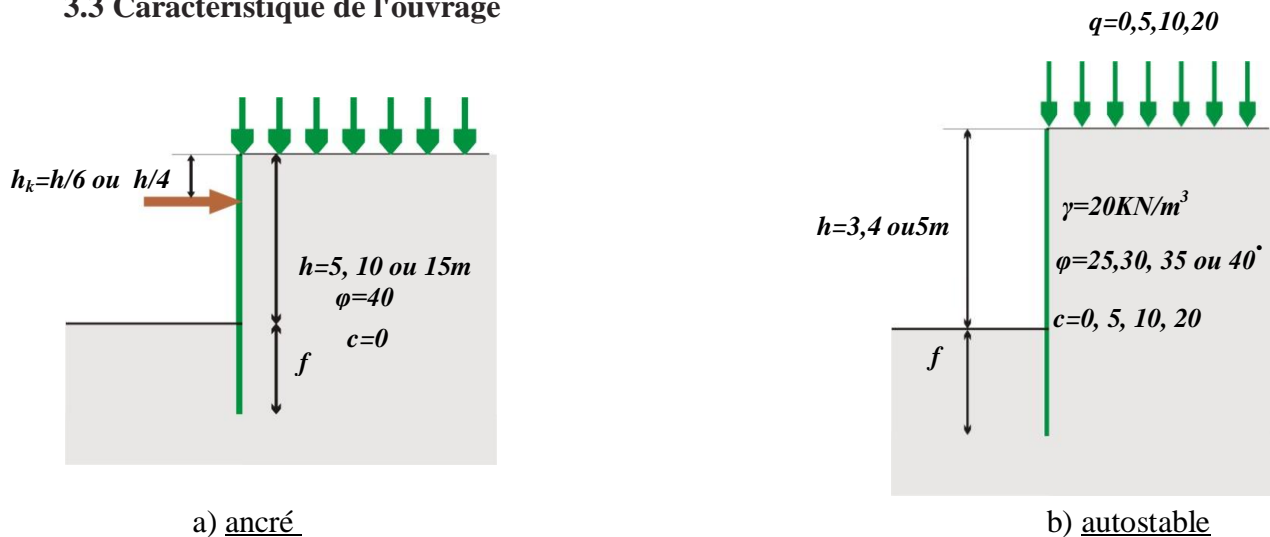 3.3 Caractéristique de l'ouvrage
q=0,5,10,20
hk=h/6 ou h/4
h=5, 10 ou 15m
φ=40
c=0
f
a) ancré
h=3,4 ou5m
γ=20KN/m³
φ=25,30, 35 ou 40°
c=0, 5, 10, 20
f
b) autostable